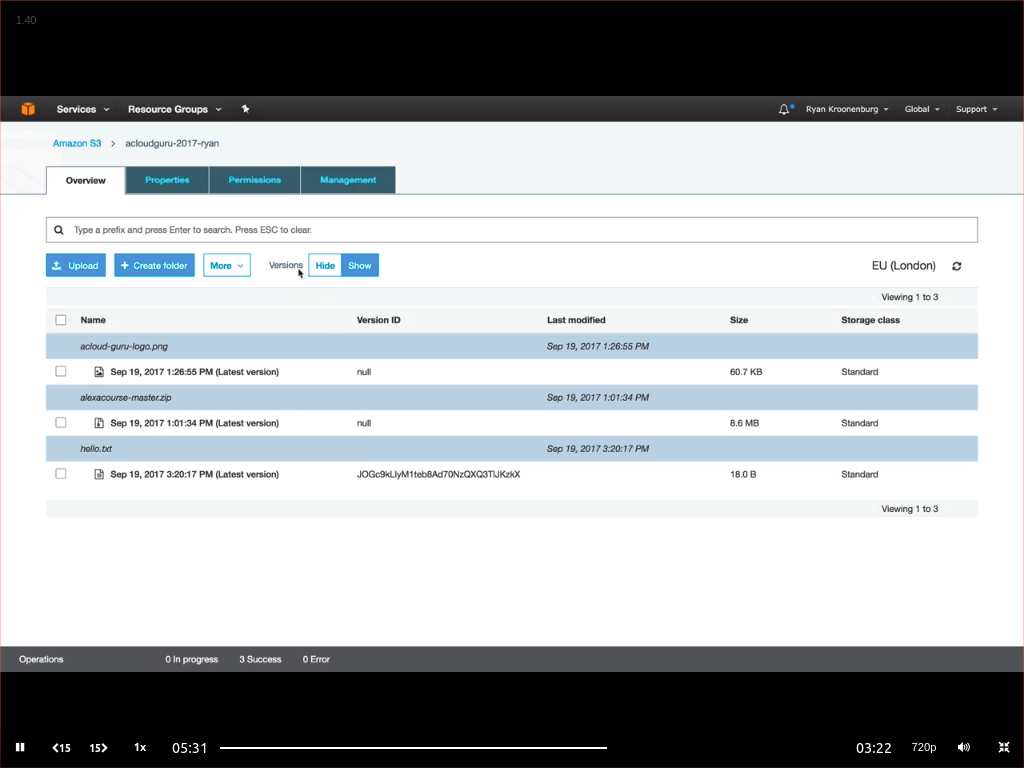 1.40
Services Resource Groups Ryan Kroonenburg Global Support
Amazon S3 > acloudguru-2017-ryan
Overview Properties Permissions Management
Type a prefix and press Enter to search. Press ESC to clear.
Upload + Create folder More Versions Hide Show EU (London)
Viewing 1 to 3
Name Version ID Last modified Size Storage class
acloud-guru-logo.png Sep 19, 2017 1:26:55 PM
Sep 19, 2017 1:26:55 PM (Latest version) null 60.7 KB Standard
alexacourse-master.zip Sep 19, 2017 1:01:34 PM
Sep 19, 2017 1:01:34 PM (Latest version) null 8.6 MB Standard
hello.txt Sep 19, 2017 3:20:17 PM
Sep 19, 2017 3:20:17 PM (Latest version) 18.0 B Standard
Viewing 1 to 3
Operations 0 In progress 3 Success 0 Error
15 15 1x 05:31 03:22 720p